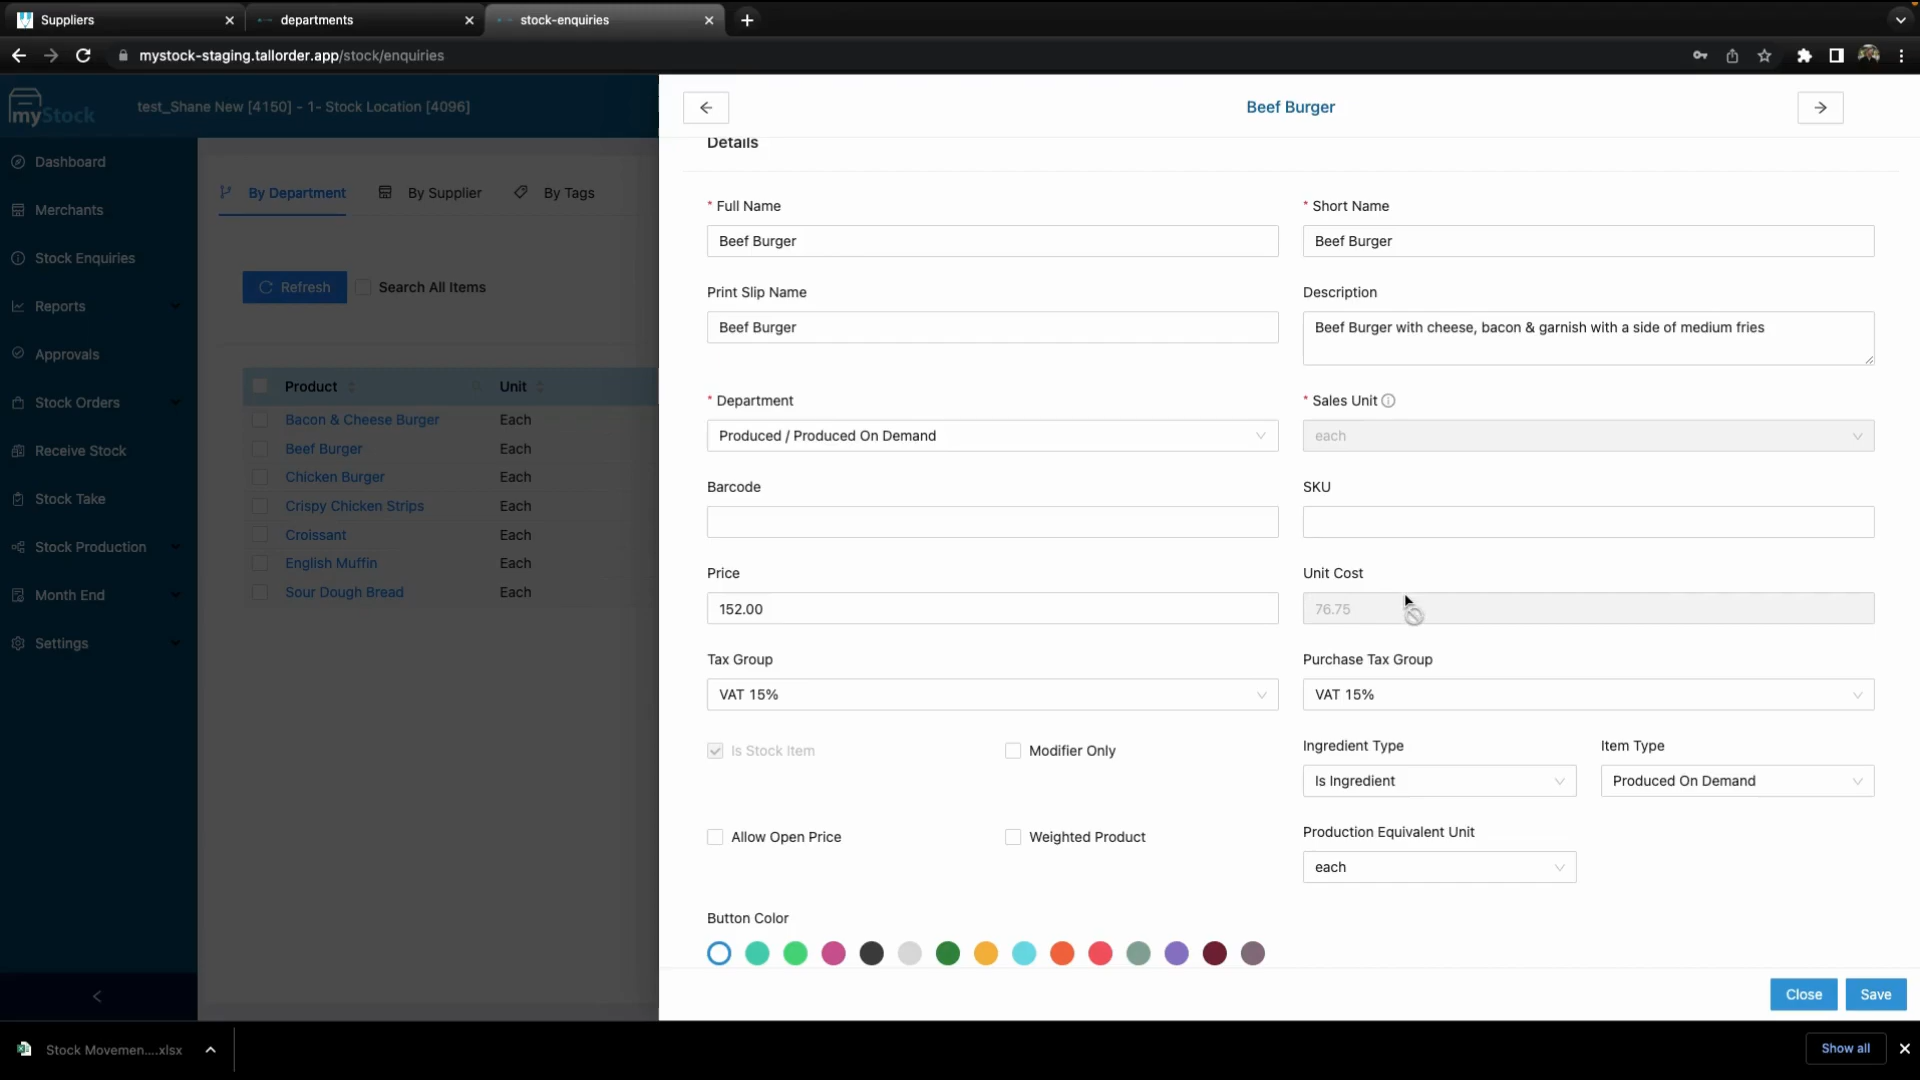 Suppliers
departments
stock-enquiries
mystock-staging.tallorder.app/stock/enquiries
myStock
test_Shane New [4150] - 1- Stock Location [4096]
Dashboard
Merchants
Stock Enquiries
Reports
Approvals
Stock Orders
Receive Stock
Stock Take
Stock Production
Month End
Settings
By Department
By Supplier
By Tags
Refresh
Search All Items
Product Unit
Bacon & Cheese Burger Each
Beef Burger Each
Chicken Burger Each
Crispy Chicken Strips Each
Croissant Each
English Muffin Each
Sour Dough Bread Each
Beef Burger
Details
* Full Name
Beef Burger
* Short Name
Beef Burger
Print Slip Name
Beef Burger
Description
Beef Burger with cheese, bacon & garnish with a side of medium fries
* Department
Produced / Produced On Demand
* Sales Unit
each
Barcode
SKU
Price
152.00
Unit Cost
76.75
Tax Group
VAT 15%
Purchase Tax Group
VAT 15%
Is Stock Item
Modifier Only
Ingredient Type
Is Ingredient
Item Type
Produced On Demand
Allow Open Price
Weighted Product
Production Equivalent Unit
each
Button Color
Close
Save
Stock Movemen....xlsx
Show all